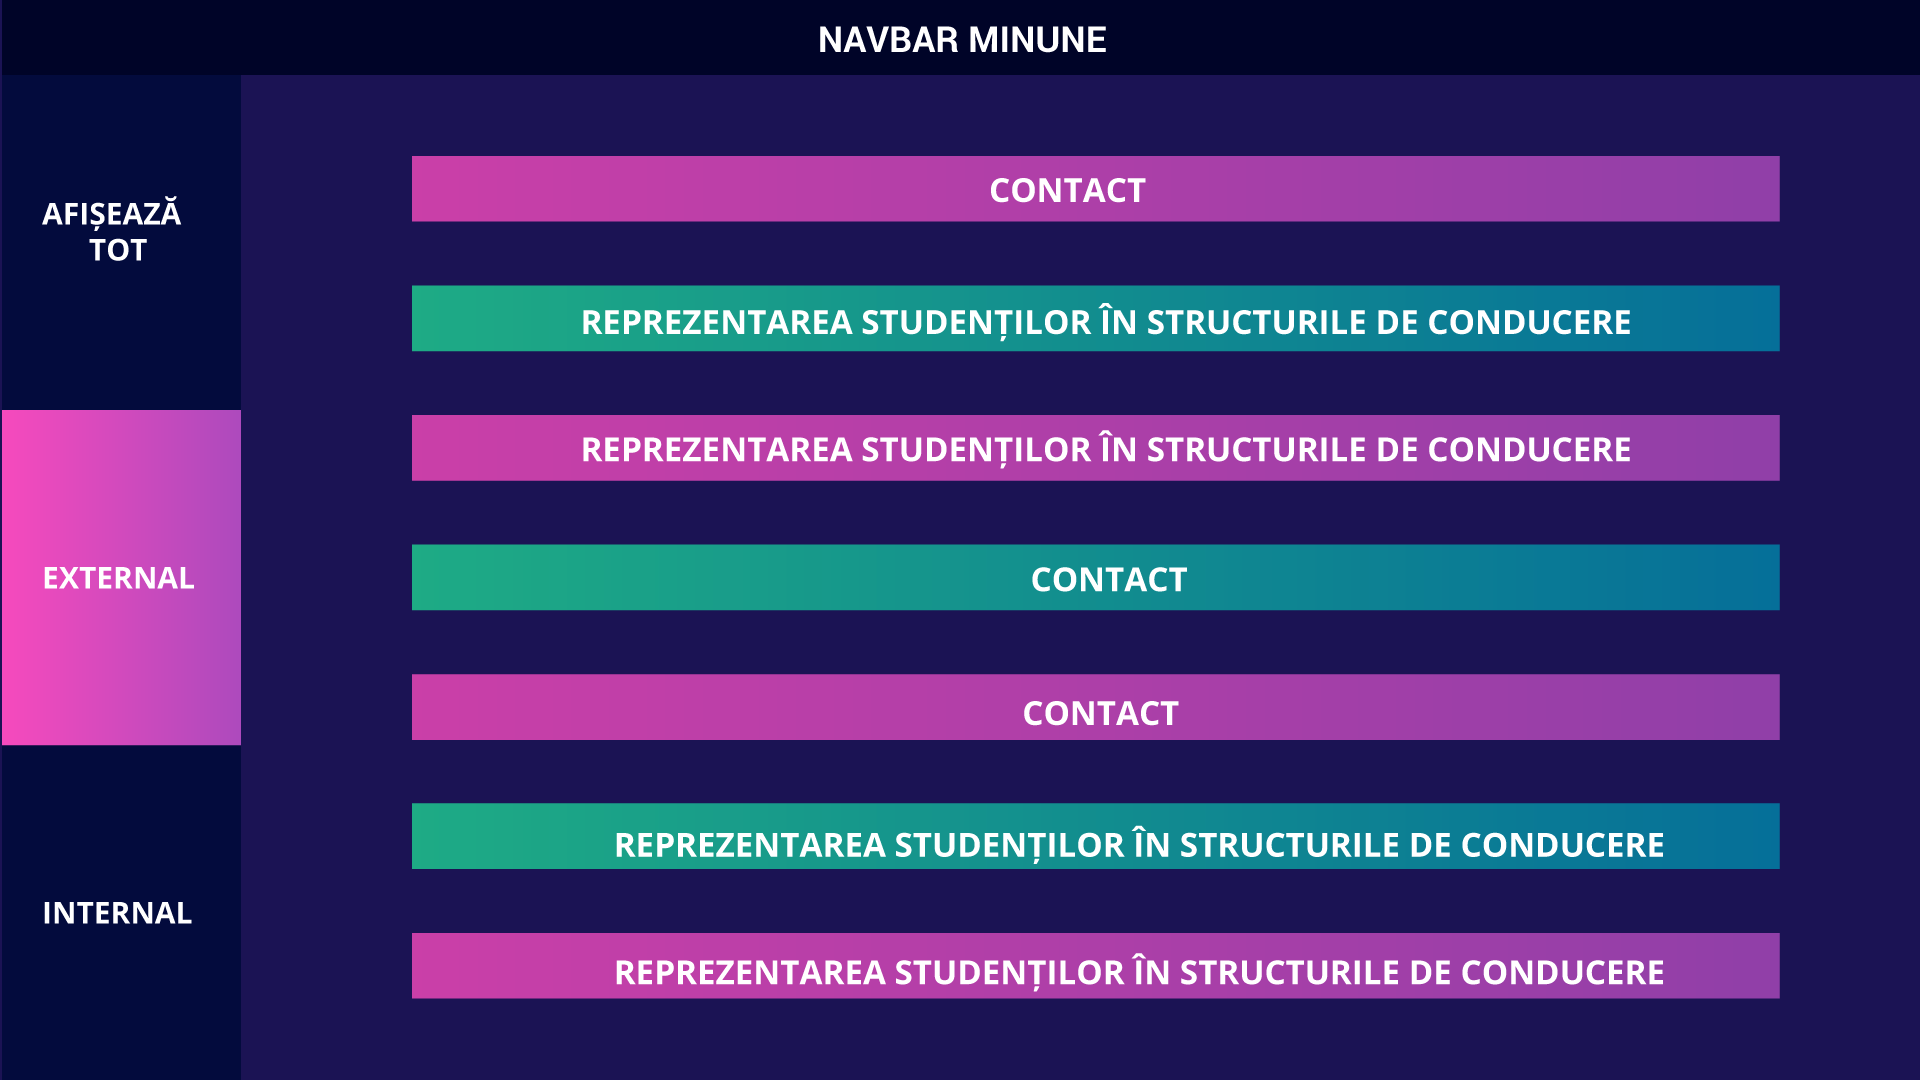 NAVBAR MINUNE
AFIȘEAZĂ
TOT
EXTERNAL
INTERNAL
CONTACT
REPREZENTAREA STUDENȚILOR ÎN STRUCTURILE DE CONDUCERE
REPREZENTAREA STUDENȚILOR ÎN STRUCTURILE DE CONDUCERE
CONTACT
CONTACT
REPREZENTAREA STUDENȚILOR ÎN STRUCTURILE DE CONDUCERE
REPREZENTAREA STUDENȚILOR ÎN STRUCTURILE DE CONDUCERE